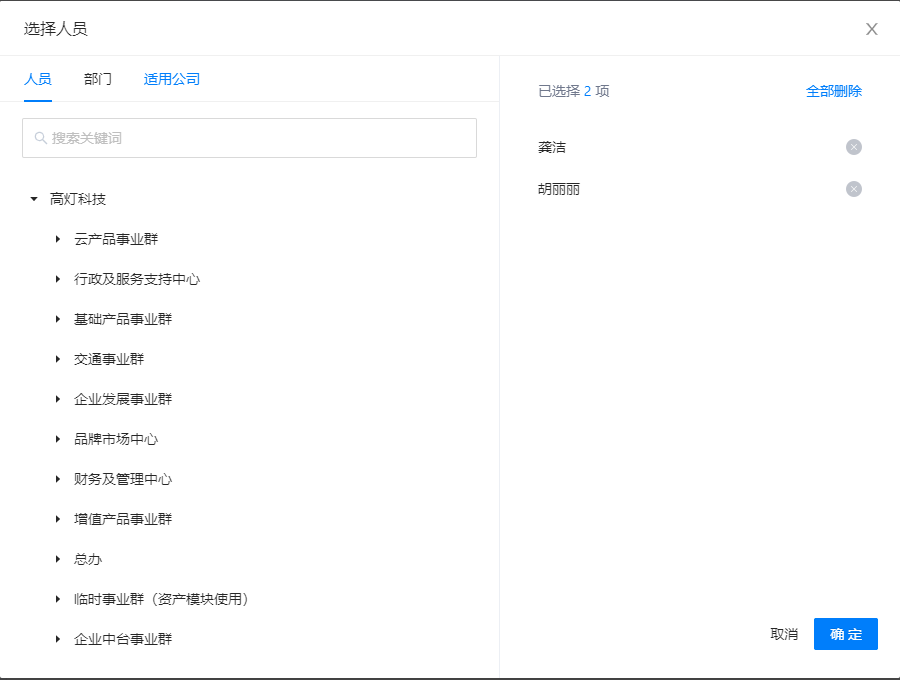 选择人员
人员 部门 适用公司
搜索关键词
高灯科技
云产品事业群
行政及服务支持中心
基础产品事业群
交通事业群
企业发展事业群
品牌市场中心
财务及管理中心
增值产品事业群
总办
临时事业群（资产模块使用）
企业中台事业群
已选择 2 项 全部删除
龚洁
胡丽丽
取消 确 定